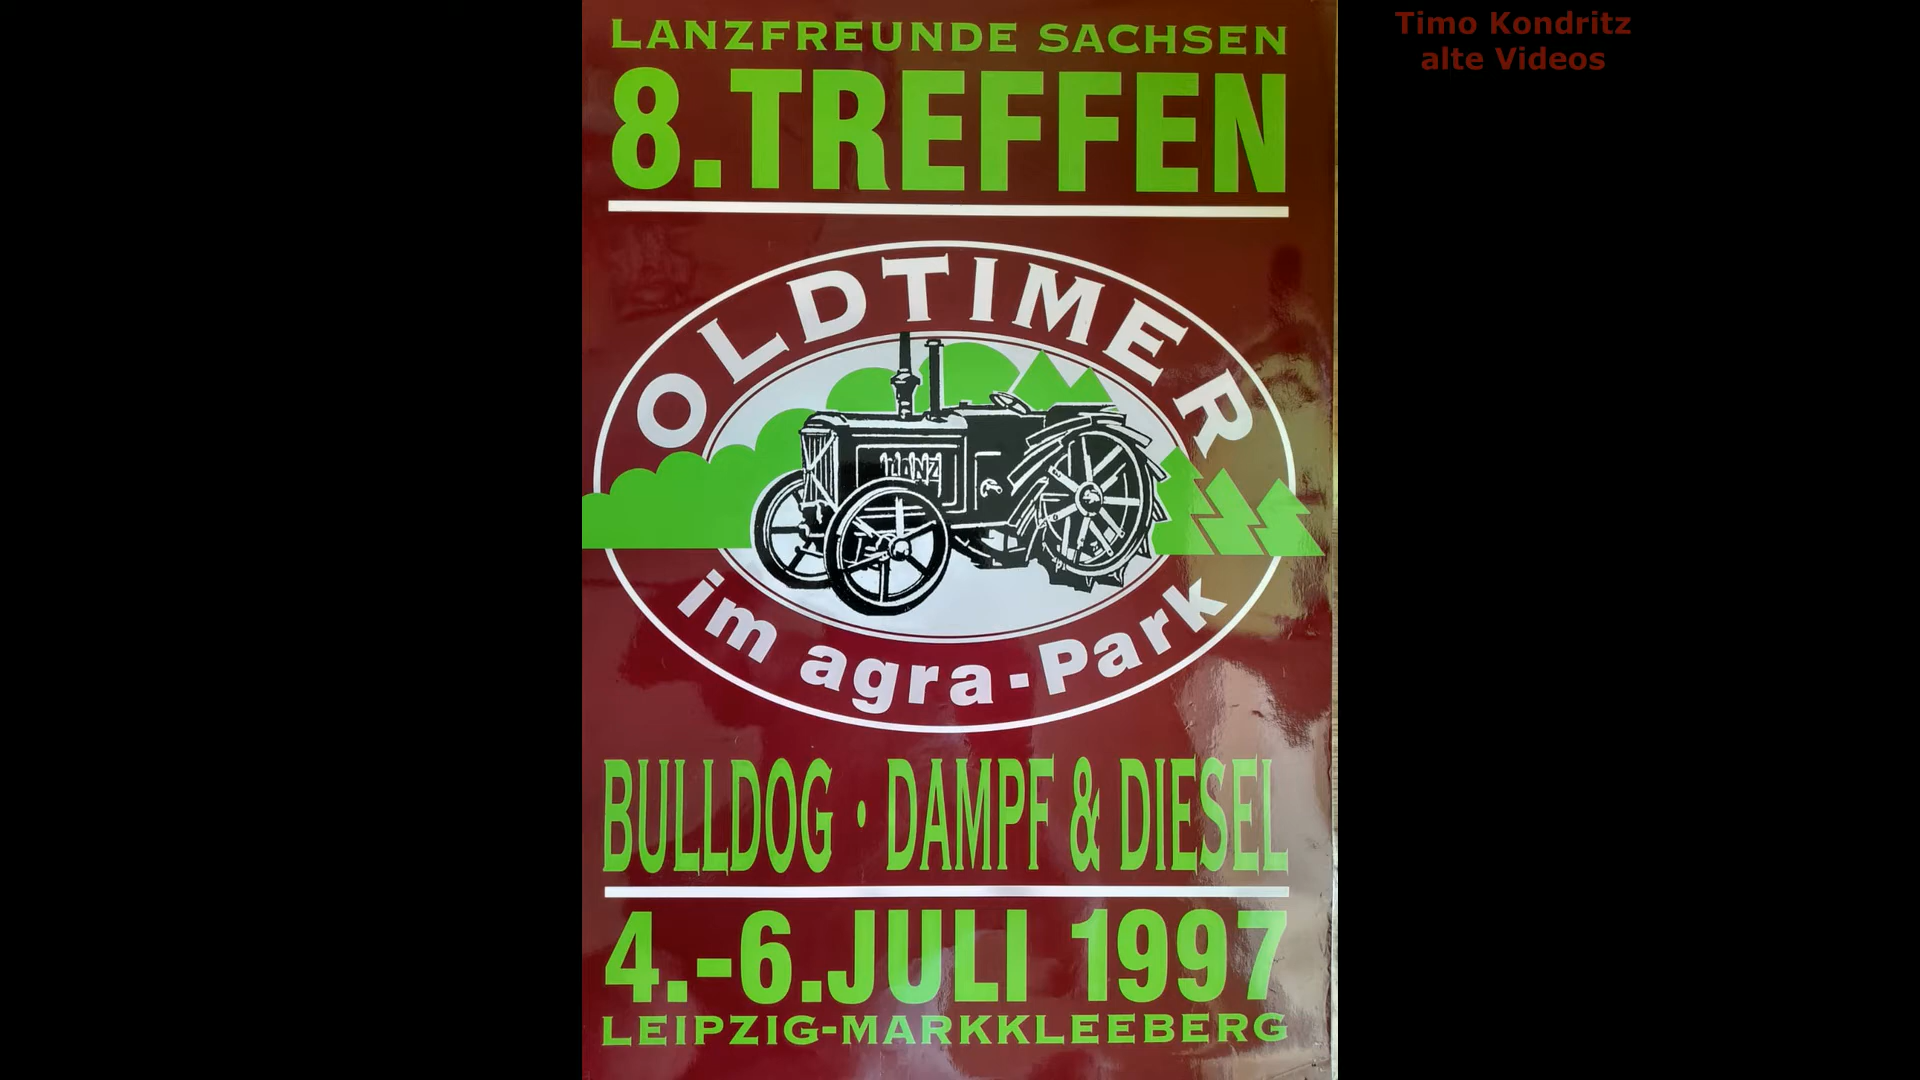 LANZFREUNDE SACHSEN
8.TREFFEN
OLDTIMER
LANZ
im agra-Park
BULLDOG · DAMPF & DIESEL
4.-6.JULI 1997
LEIPZIG-MARKKLEEBERG
Timo Kondritz
alte Videos